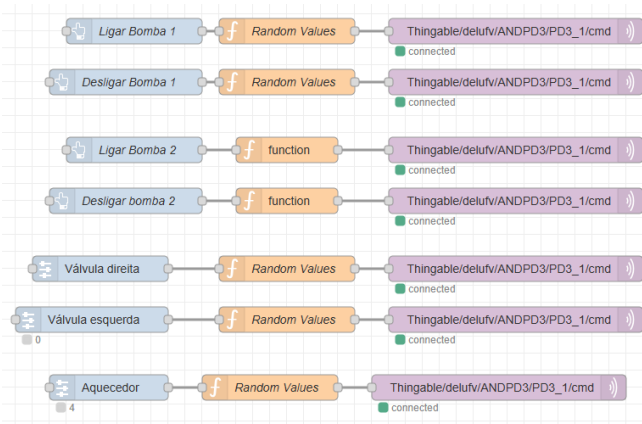 Ligar Bomba 1 Random Values Thingable/delufv/ANDPD3/PD3_1/cmd
connected
Desligar Bomba 1 Random Values Thingable/delufv/ANDPD3/PD3_1/cmd
connected
Ligar Bomba 2 function Thingable/delufv/ANDPD3/PD3_1/cmd
connected
Desligar bomba 2 function Thingable/delufv/ANDPD3/PD3_1/cmd
connected
Válvula direita Random Values Thingable/delufv/ANDPD3/PD3_1/cmd
connected
Válvula esquerda Random Values Thingable/delufv/ANDPD3/PD3_1/cmd
0 connected
Aquecedor Random Values Thingable/delufv/ANDPD3/PD3_1/cmd
4 connected